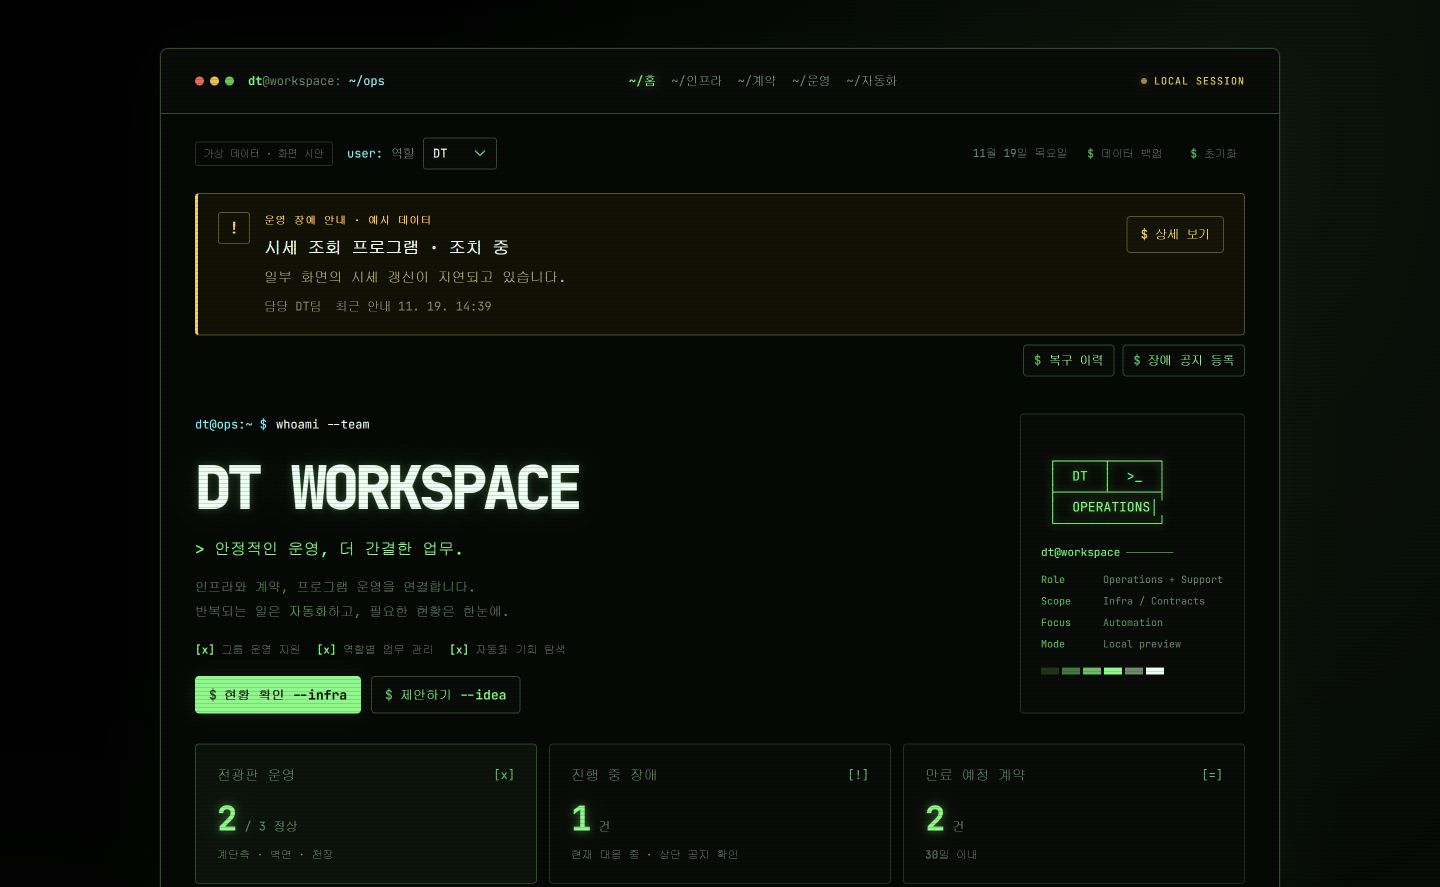 dt@workspace: ~/ops
~/홈 ~/인프라 ~/계약 ~/운영 ~/자동화
LOCAL SESSION
가상 데이터 · 화면 시안
user: 역할 DT
11월 19일 목요일 $ 데이터 백업 $ 초기화
!
운영 장애 안내 · 예시 데이터
시세 조회 프로그램 · 조치 중
일부 화면의 시세 갱신이 지연되고 있습니다.
담당 DT팀 최근 안내 11. 19. 14:39
$ 상세 보기
$ 복구 이력 $ 장애 공지 등록
dt@ops:~ $ whoami --team
DT WORKSPACE
> 안정적인 운영, 더 간결한 업무.
인프라와 계약, 프로그램 운영을 연결합니다.
반복되는 일은 자동화하고, 필요한 현황은 한눈에.
[x] 그룹 운영 지원 [x] 역할별 업무 관리 [x] 자동화 기회 탐색
$ 현황 확인 --infra $ 제안하기 --idea
DT >_
OPERATIONS
dt@workspace
Role Operations + Support
Scope Infra / Contracts
Focus Automation
Mode Local preview
전광판 운영 [x]
2 / 3 정상
계단측 · 벽면 · 천장
진행 중 장애 [!]
1 건
현재 대응 중 · 상단 공지 확인
만료 예정 계약 [=]
2 건
30일 이내